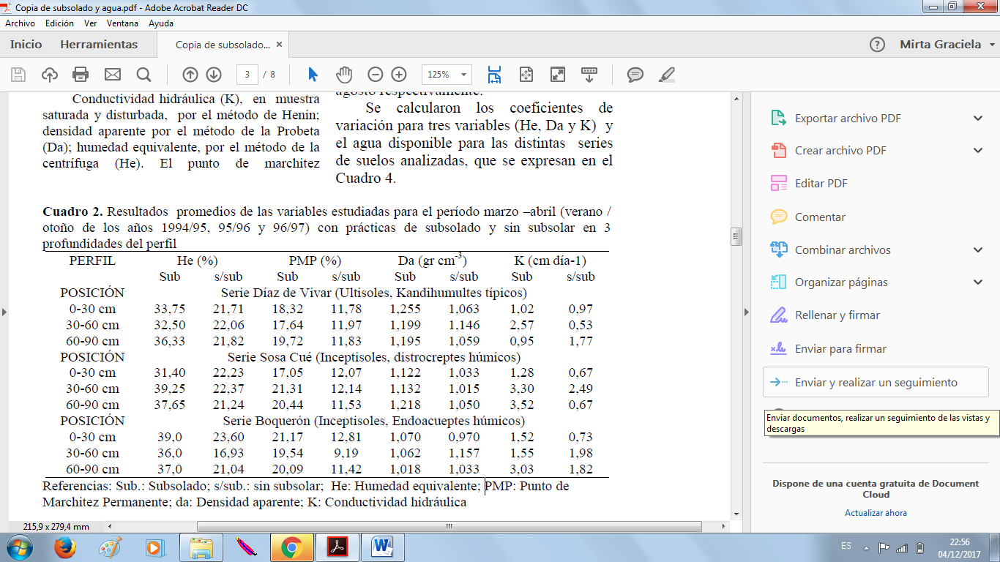 Copia de subsolado y agua.pdf - Adobe Acrobat Reader DC
Archivo Edición Ver Ventana Ayuda
Inicio Herramientas Copia de subsolado... × Mirta Graciela
3 / 8 125%
Conductividad hidráulica (K), en muestra
saturada y disturbada, por el método de Henin;
densidad aparente por el método de la Probeta
(Da); humedad equivalente, por el método de la
centrífuga (He). El punto de marchitez
agosto respectivamente.
Se calcularon los coeficientes de
variación para tres variables (He, Da y K) y
el agua disponible para las distintas series
de suelos analizadas, que se expresan en el
Cuadro 4.
Cuadro 2. Resultados promedios de las variables estudiadas para el período marzo –abril (verano /
otoño de los años 1994/95, 95/96 y 96/97) con prácticas de subsolado y sin subsolar en 3
profundidades del perfil
PERFIL He (%) PMP (%) Da (gr cm-3) K (cm día-1)
Sub s/sub Sub s/sub Sub s/sub Sub s/sub
POSICIÓN Serie Díaz de Vivar (Ultisoles, Kandihumultes típicos)
0-30 cm 33,75 21,71 18,32 11,78 1,255 1,063 1,02 0,97
30-60 cm 32,50 22,06 17,64 11,97 1,199 1,146 2,57 0,53
60-90 cm 36,33 21,82 19,72 11,83 1,195 1,059 0,95 1,77
POSICIÓN Serie Sosa Cué (Inceptisoles, distrocreptes húmicos)
0-30 cm 31,40 22,23 17,05 12,07 1,122 1,033 1,28 0,67
30-60 cm 39,25 22,37 21,31 12,14 1,132 1,015 3,30 2,49
60-90 cm 37,65 21,24 20,44 11,53 1,218 1,050 3,52 0,67
POSICIÓN Serie Boquerón (Inceptisoles, Endoacueptes húmicos)
0-30 cm 39,0 23,60 21,17 12,81 1,070 0,970 1,52 0,73
30-60 cm 36,0 16,93 19,54 9,19 1,062 1,157 1,55 1,98
60-90 cm 37,0 21,04 20,09 11,42 1,018 1,033 3,03 1,82
Referencias: Sub.: Subsolado; s/sub.: sin subsolar; He: Humedad equivalente; PMP: Punto de
Marchitez Permanente; da: Densidad aparente; K: Conductividad hidráulica
Exportar archivo PDF
Crear archivo PDF
Editar PDF
Comentar
Combinar archivos
Organizar páginas
Rellenar y firmar
Enviar para firmar
Enviar y realizar un seguimiento
Enviar documentos, realizar un seguimiento de las vistas y
descargas
Dispone de una cuenta gratuita de Document
Cloud
Actualizar ahora
215,9 x 279,4 mm
ES 22:56
04/12/2017